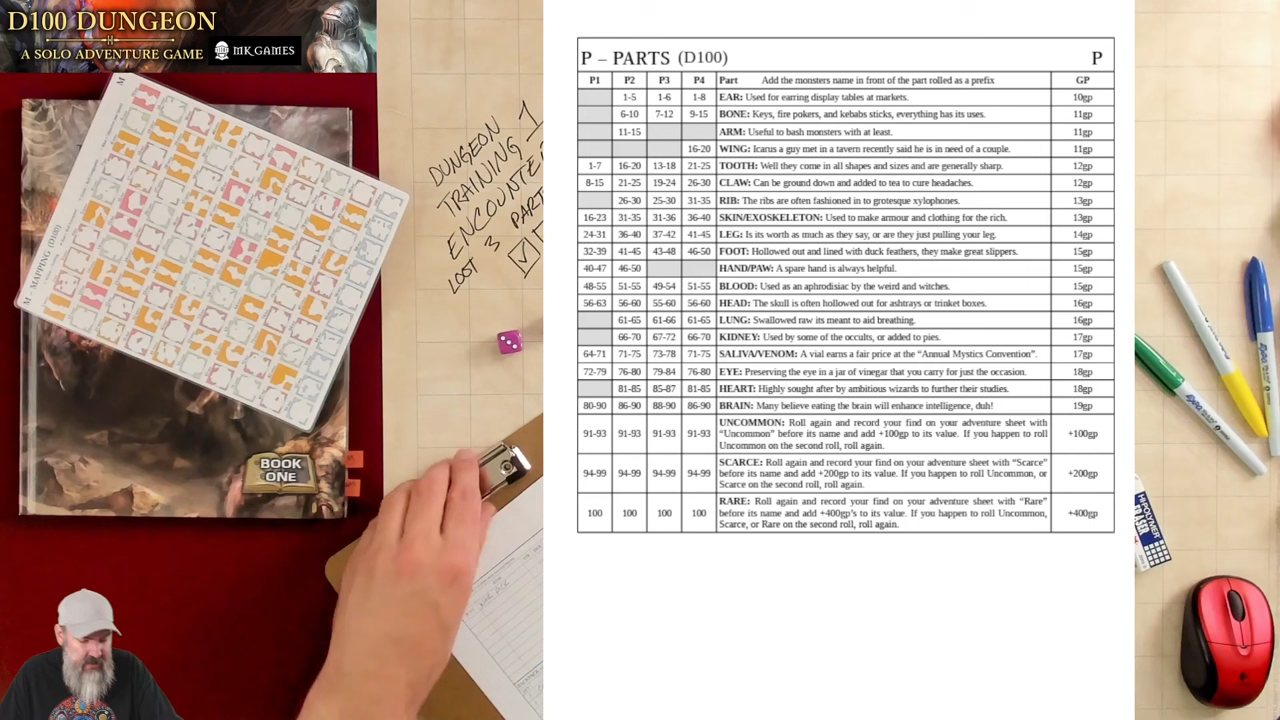 D100 DUNGEON
A SOLO ADVENTURE GAME
MK GAMES
M
M - MAPPING (D100)
BOOK
ONE
DUNGEON 1
TRAINING
ENCOUNTE
LOST 3 PART
P – PARTS (D100) P
P1 P2 P3 P4 Part Add the monsters name in front of the part rolled as a prefix GP
1-5 1-6 1-8 EAR: Used for earring display tables at markets. 10gp
6-10 7-12 9-15 BONE: Keys, fire pokers, and kebabs sticks, everything has its uses. 11gp
11-15 ARM: Useful to bash monsters with at least. 11gp
16-20 WING: Icarus a guy met in a tavern recently said he is in need of a couple. 11gp
1-7 16-20 13-18 21-25 TOOTH: Well they come in all shapes and sizes and are generally sharp. 12gp
8-15 21-25 19-24 26-30 CLAW: Can be ground down and added to tea to cure headaches. 12gp
26-30 25-30 31-35 RIB: The ribs are often fashioned in to grotesque xylophones. 13gp
16-23 31-35 31-36 36-40 SKIN/EXOSKELETON: Used to make armour and clothing for the rich. 13gp
24-31 36-40 37-42 41-45 LEG: Is its worth as much as they say, or are they just pulling your leg. 14gp
32-39 41-45 43-48 46-50 FOOT: Hollowed out and lined with duck feathers, they make great slippers. 15gp
40-47 46-50 HAND/PAW: A spare hand is always helpful. 15gp
48-55 51-55 49-54 51-55 BLOOD: Used as an aphrodisiac by the weird and witches. 15gp
56-63 56-60 55-60 56-60 HEAD: The skull is often hollowed out for ashtrays or trinket boxes. 16gp
61-65 61-66 61-65 LUNG: Swallowed raw its meant to aid breathing. 16gp
66-70 67-72 66-70 KIDNEY: Used by some of the occults, or added to pies. 17gp
64-71 71-75 73-78 71-75 SALIVA/VENOM: A vial earns a fair price at the “Annual Mystics Convention”. 17gp
72-79 76-80 79-84 76-80 EYE: Preserving the eye in a jar of vinegar that you carry for just the occasion. 18gp
81-85 85-87 81-85 HEART: Highly sought after by ambitious wizards to further their studies. 18gp
80-90 86-90 88-90 86-90 BRAIN: Many believe eating the brain will enhance intelligence, duh! 19gp
UNCOMMON: Roll again and record your find on your adventure sheet with
91-93 91-93 91-93 91-93 “Uncommon” before its name and add +100gp to its value. If you happen to roll +100gp
Uncommon on the second roll, roll again.
SCARCE: Roll again and record your find on your adventure sheet with “Scarce”
94-99 94-99 94-99 94-99 before its name and add +200gp to its value. If you happen to roll Uncommon, or +200gp
Scarce on the second roll, roll again.
RARE: Roll again and record your find on your adventure sheet with “Rare”
100 100 100 100 before its name and add +400gp's to its value. If you happen to roll Uncommon, +400gp
Scarce, or Rare on the second roll, roll again.
EXPO
HI-POLYMER